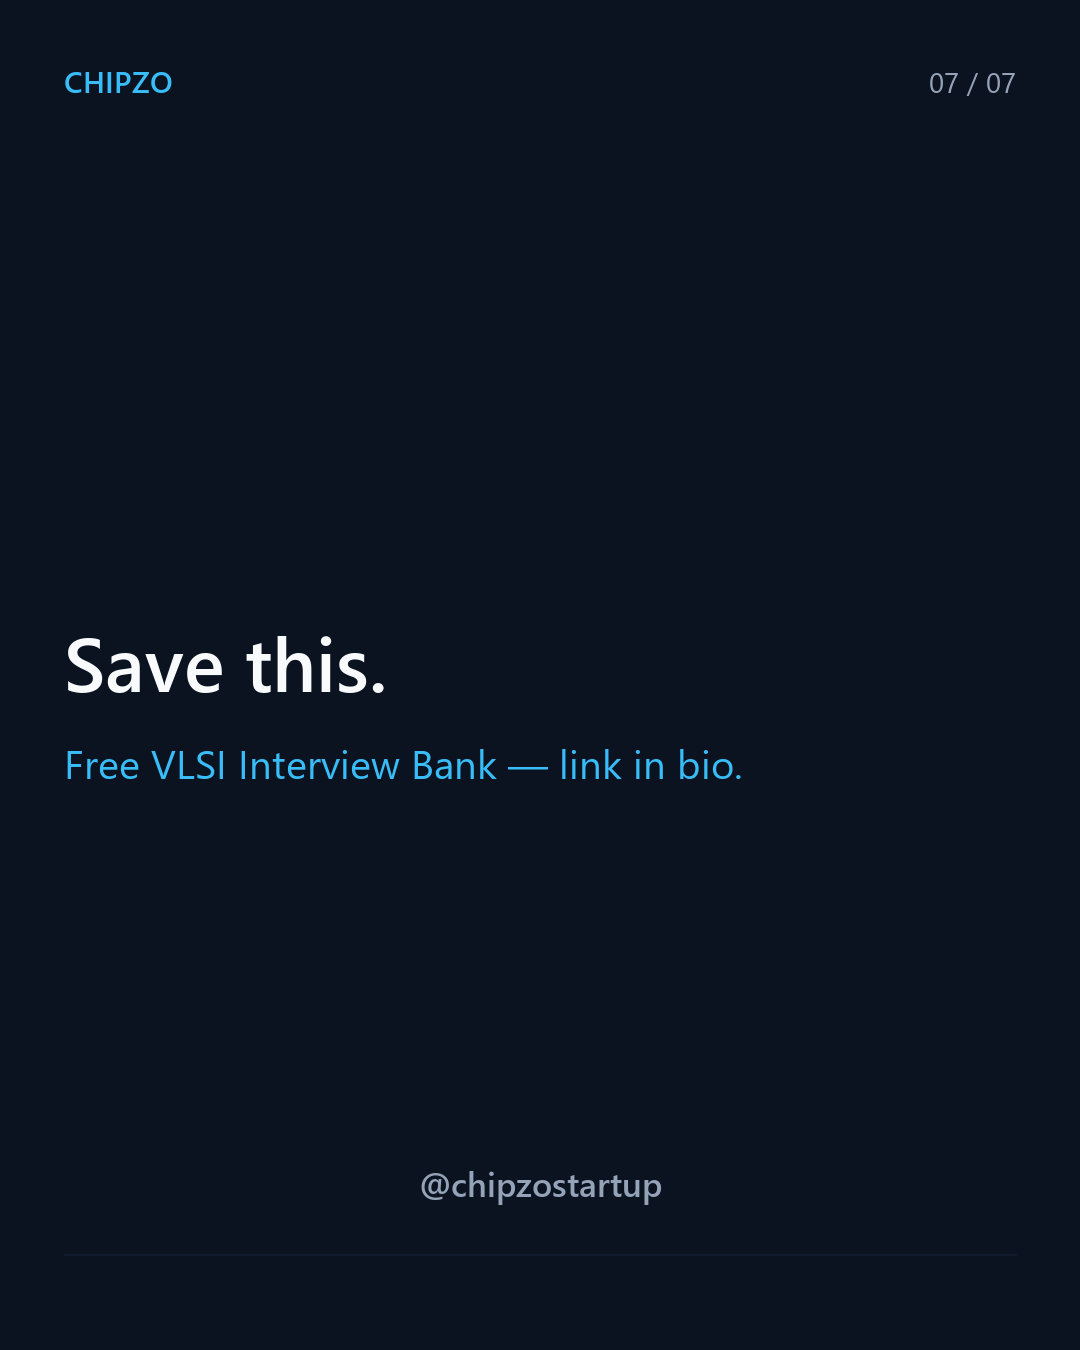 CHIPZO
07 / 07
Save this.
Free VLSI Interview Bank — link in bio.
@chipzostartup